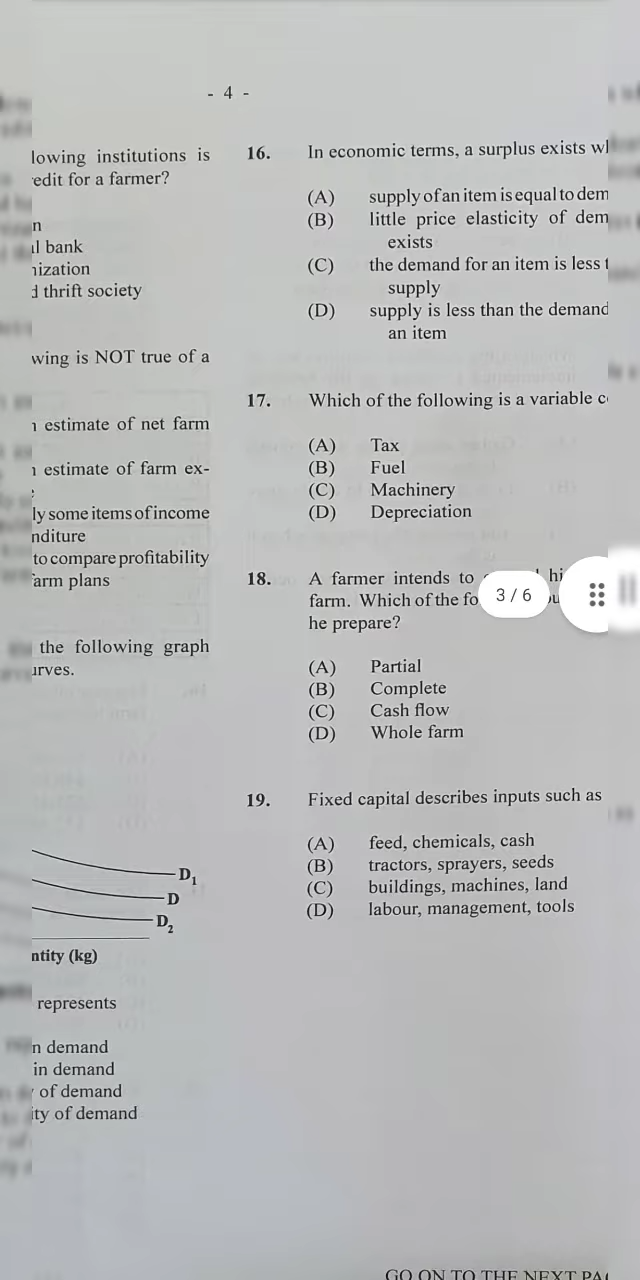 - 4 -
lowing institutions is
edit for a farmer?
n
l bank
nization
d thrift society
wing is NOT true of a
estimate of net farm
estimate of farm ex-
ly some items of income
nditure
to compare profitability
arm plans
the following graph
urves.
D1
D
D2
ntity (kg)
represents
n demand
in demand
of demand
ity of demand
16. In economic terms, a surplus exists wh
(A) supply of an item is equal to dem
(B) little price elasticity of dem
exists
(C) the demand for an item is less t
supply
(D) supply is less than the demand
an item
17. Which of the following is a variable c
(A) Tax
(B) Fuel
(C) Machinery
(D) Depreciation
18. A farmer intends to hi
farm. Which of the fo
he prepare?
3 / 6
(A) Partial
(B) Complete
(C) Cash flow
(D) Whole farm
19. Fixed capital describes inputs such as
(A) feed, chemicals, cash
(B) tractors, sprayers, seeds
(C) buildings, machines, land
(D) labour, management, tools
GO ON TO THE NEXT PA